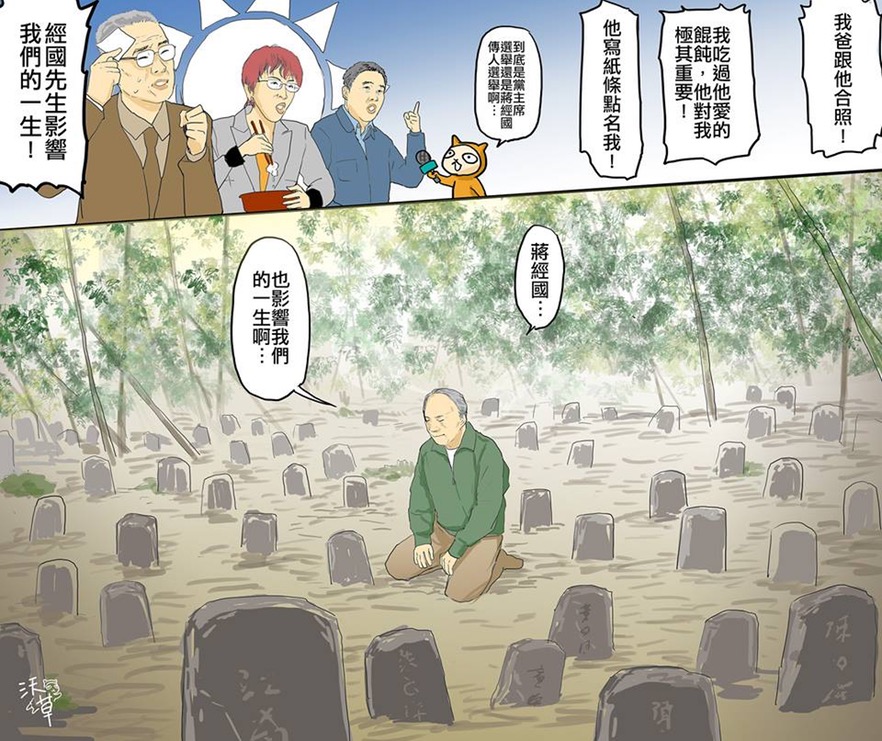 我爸跟他合照！
我吃過他愛的
餛飩，他對我
極其重要！
他寫紙條點名我！
到底是黨主席
選舉還是蔣經國
傳人選舉啊…
經國先生影響
我們的一生！
蔣經國…
也影響我們
的一生啊…